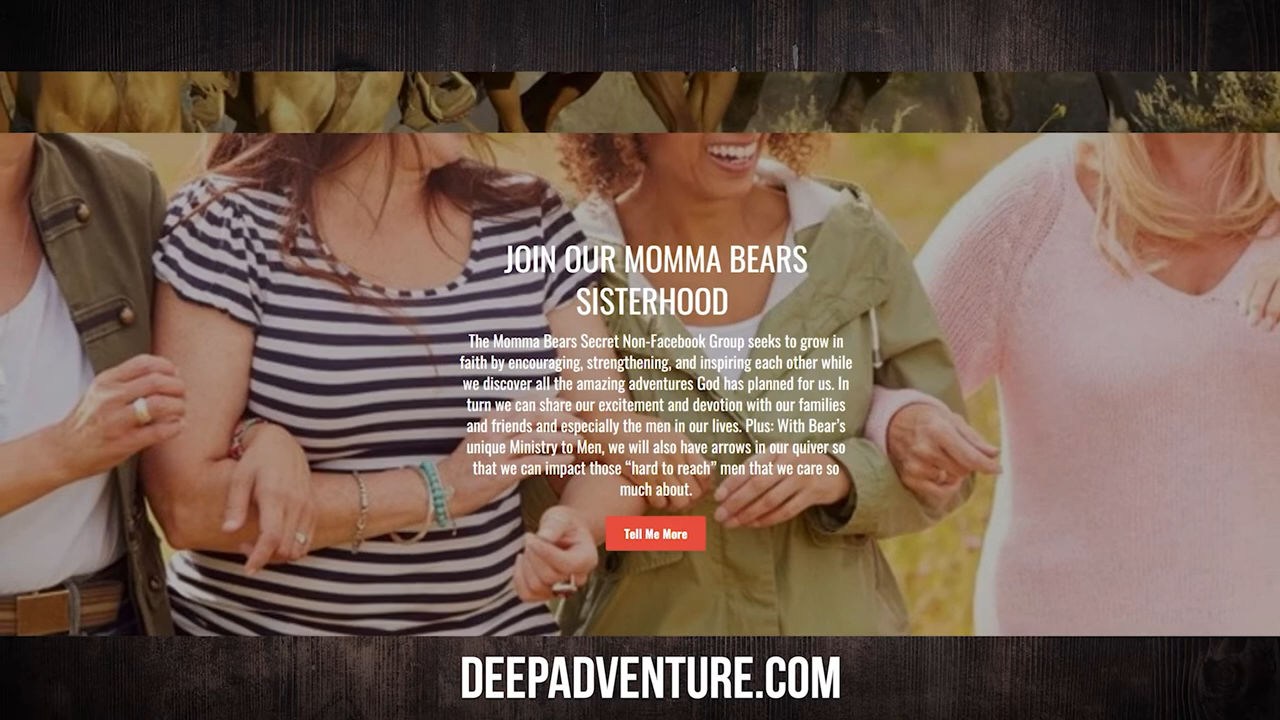 JOIN OUR MOMMA BEARS
SISTERHOOD
The Momma Bears Secret Non-Facebook Group seeks to grow in
faith by encouraging, strengthening, and inspiring each other while
we discover all the amazing adventures God has planned for us. In
turn we can share our excitement and devotion with our families
and friends and especially the men in our lives. Plus: With Bear’s
unique Ministry to Men, we will also have arrows in our quiver so
that we can impact those “hard to reach” men that we care so
much about.
Tell Me More
DEEPADVENTURE.COM